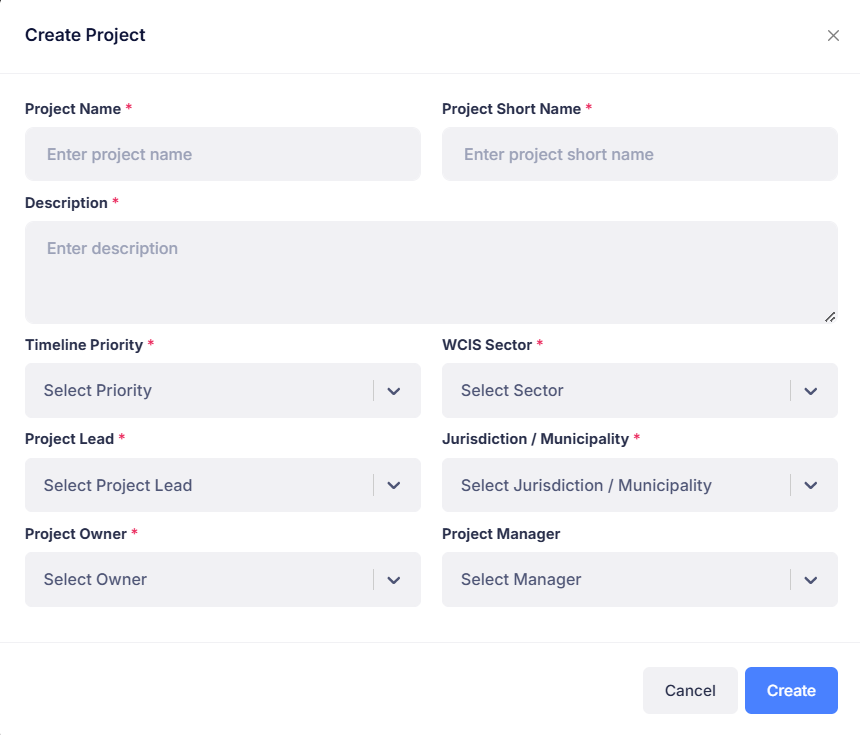 Create Project
Project Name *
Project Short Name *
Enter project name
Enter project short name
Description *
Enter description
Timeline Priority *
WCIS Sector *
Select Priority
Select Sector
Project Lead *
Jurisdiction / Municipality *
Select Project Lead
Select Jurisdiction / Municipality
Project Owner *
Project Manager
Select Owner
Select Manager
Cancel
Create